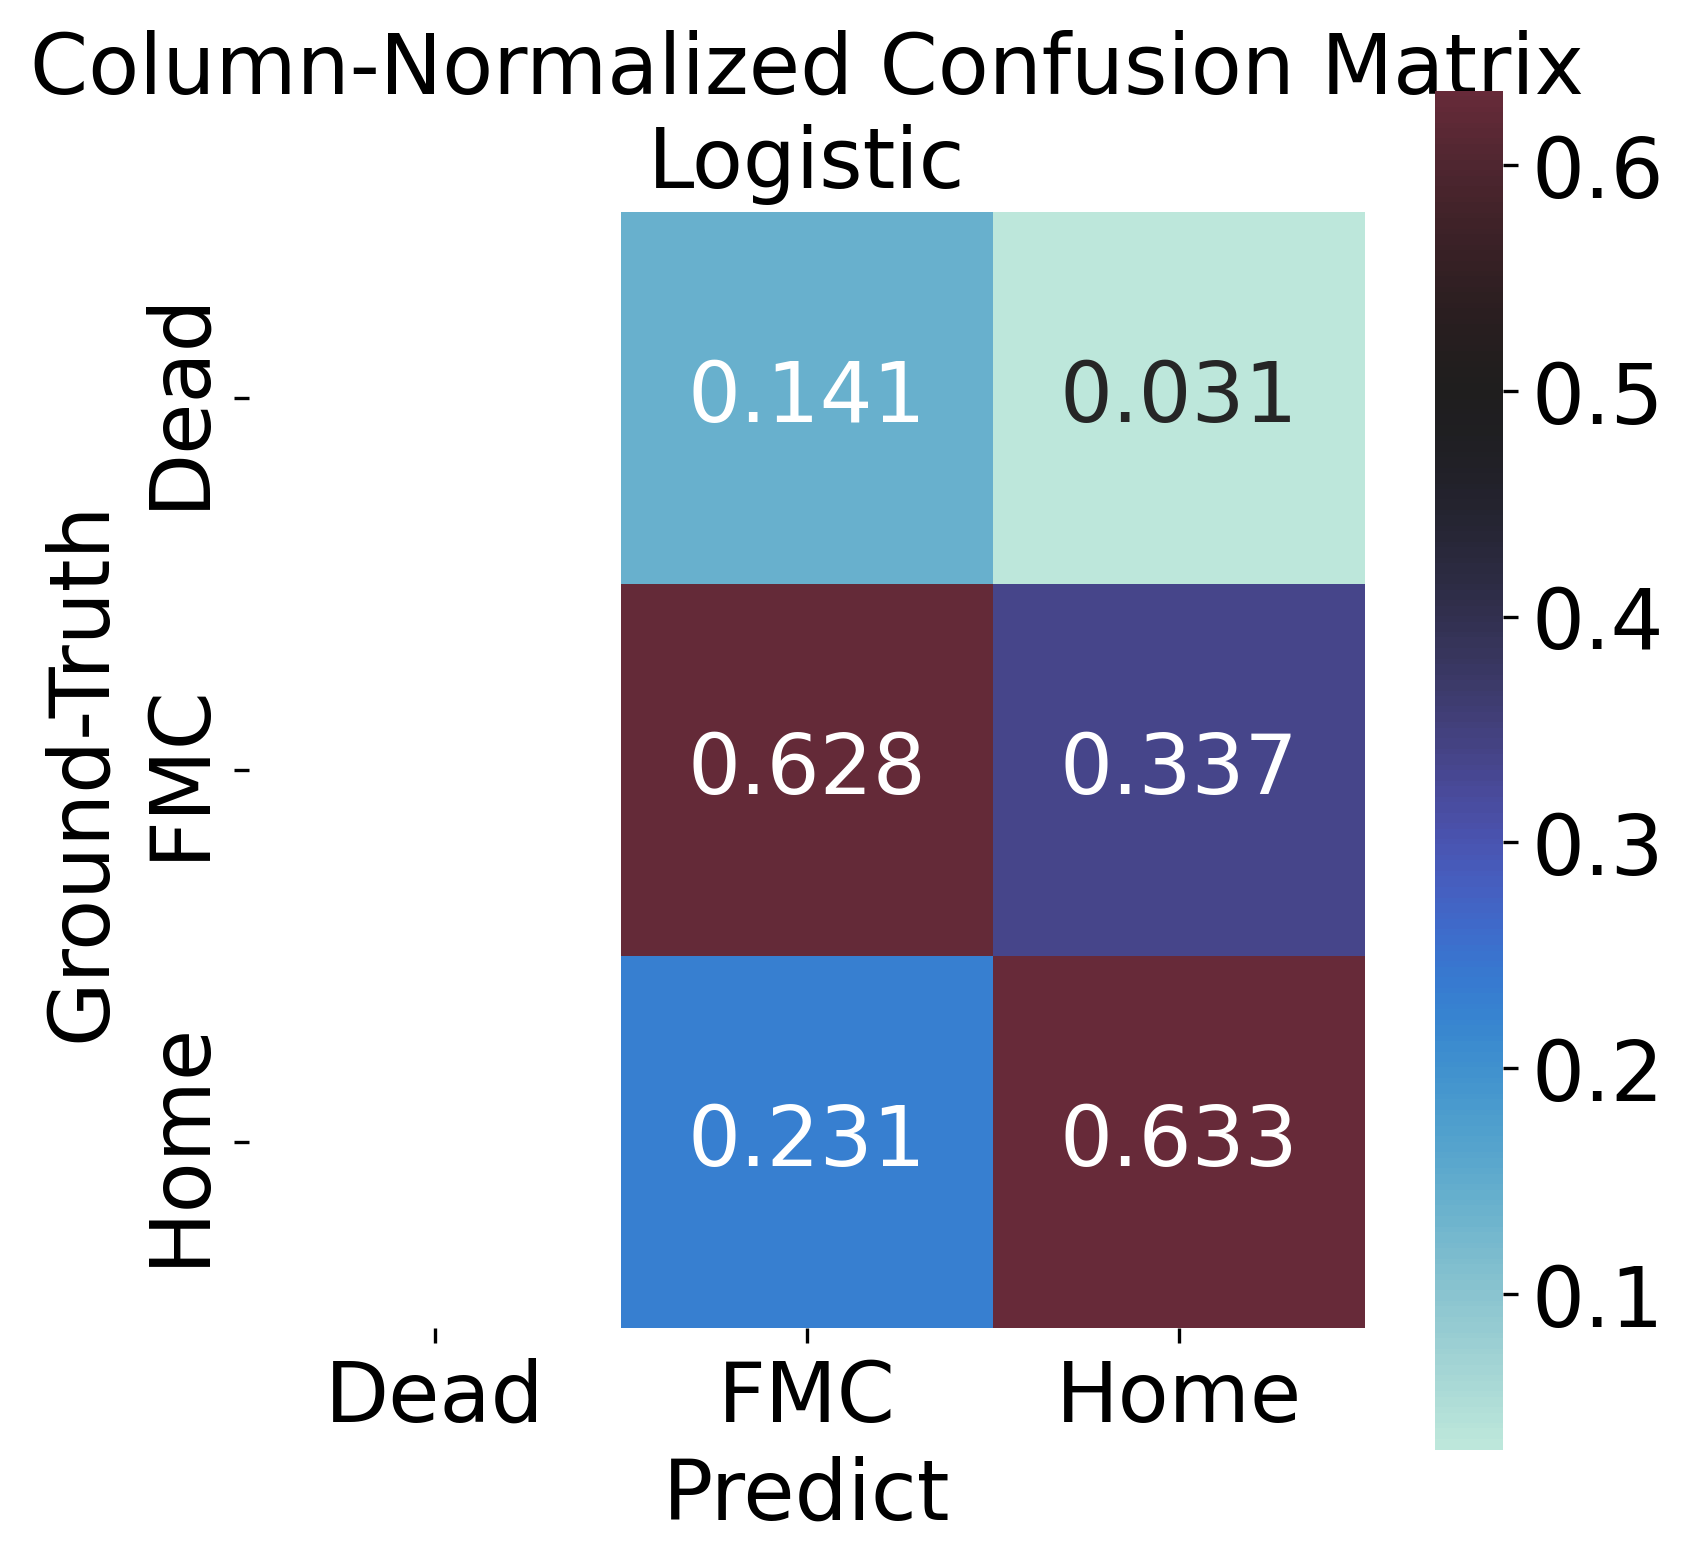 Column-Normalized Confusion Matrix
Logistic
Ground-Truth
Dead
0.141 0.031
FMC
0.628 0.337
Home
0.231 0.633
Dead FMC Home
Predict
0.6
0.5
0.4
0.3
0.2
0.1